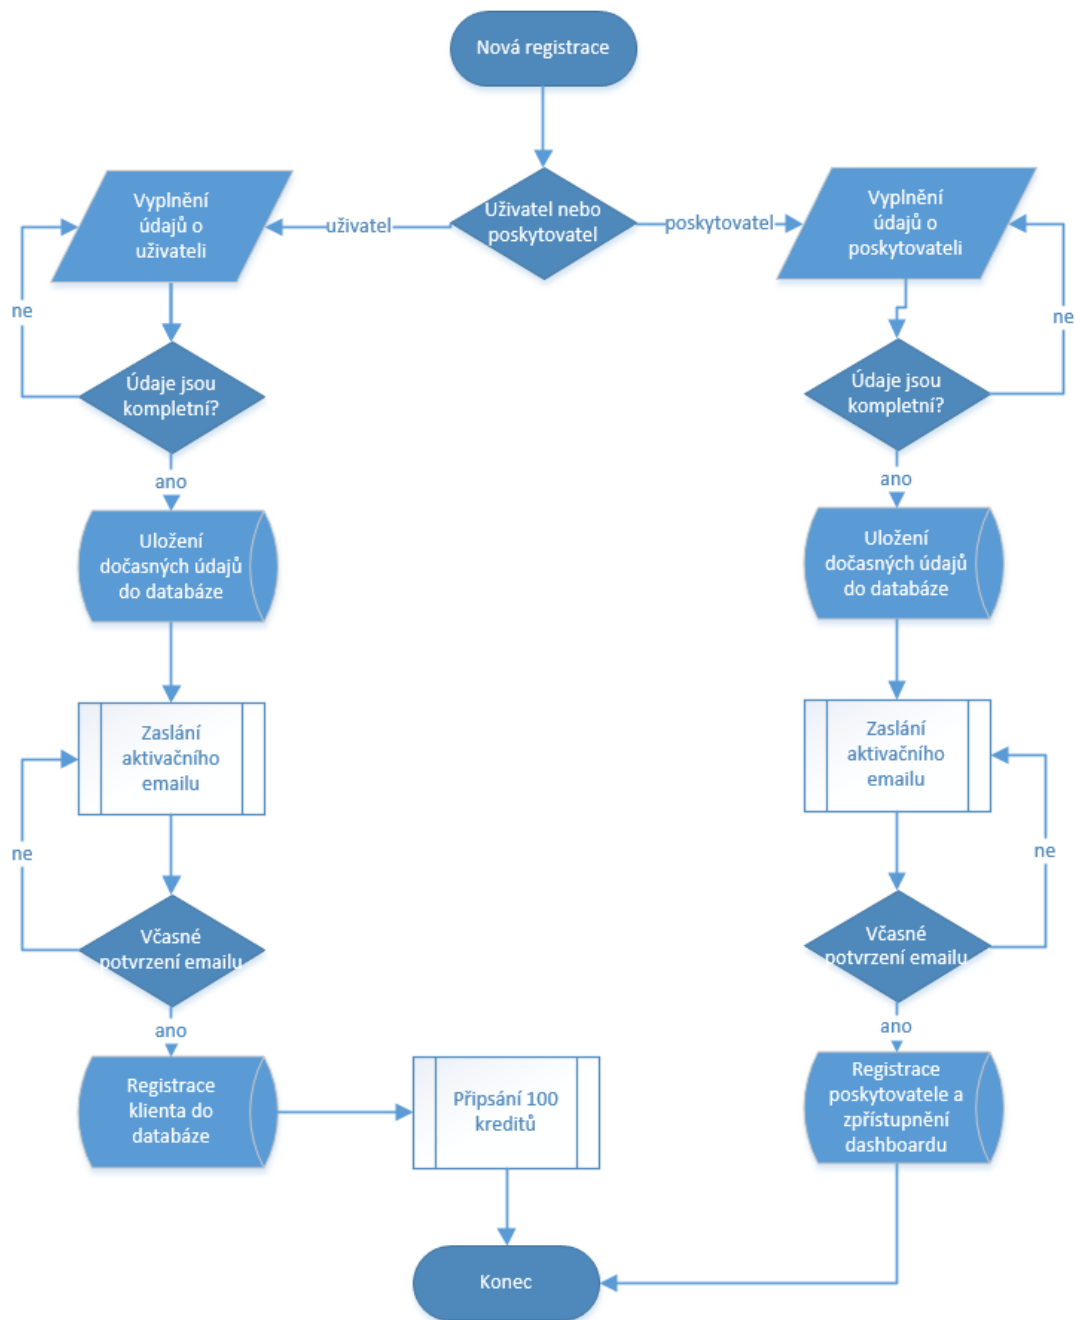 Nová registrace
Uživatel nebo
poskytovatel
uživatel
poskytovatel
Vyplnění
údajů o
uživateli
ne
Údaje jsou
kompletní?
ano
Uložení
dočasných údajů
do databáze
Zaslání
aktivačního
emailu
ne
Včasné
potvrzení emailu
ano
Registrace
klienta do
databáze
Připsání 100
kreditů
Vyplnění
údajů o
poskytovateli
ne
Údaje jsou
kompletní?
ano
Uložení
dočasných údajů
do databáze
Zaslání
aktivačního
emailu
ne
Včasné
potvrzení emailu
ano
Registrace
poskytovatele a
zpřístupnění
dashboardu
Konec